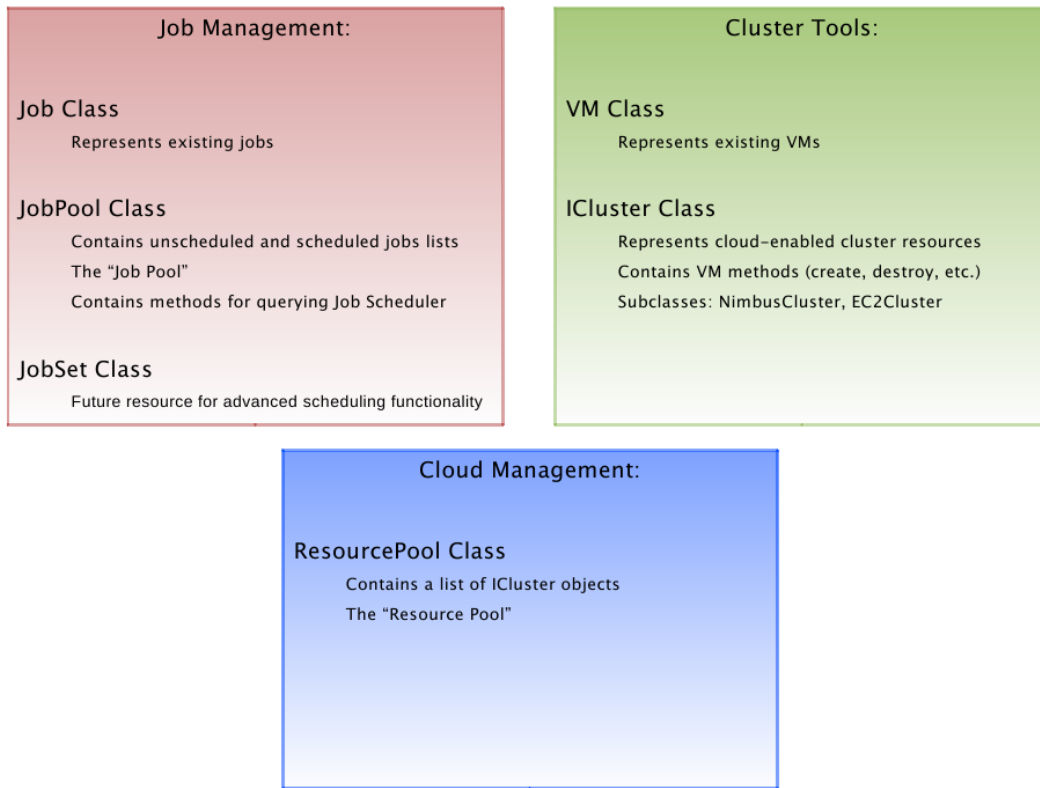 Job Management:
Job Class
Represents existing jobs
JobPool Class
Contains unscheduled and scheduled jobs lists
The “Job Pool”
Contains methods for querying Job Scheduler
JobSet Class
Future resource for advanced scheduling functionality
Cluster Tools:
VM Class
Represents existing VMs
ICluster Class
Represents cloud-enabled cluster resources
Contains VM methods (create, destroy, etc.)
Subclasses: NimbusCluster, EC2Cluster
Cloud Management:
ResourcePool Class
Contains a list of ICluster objects
The “Resource Pool”